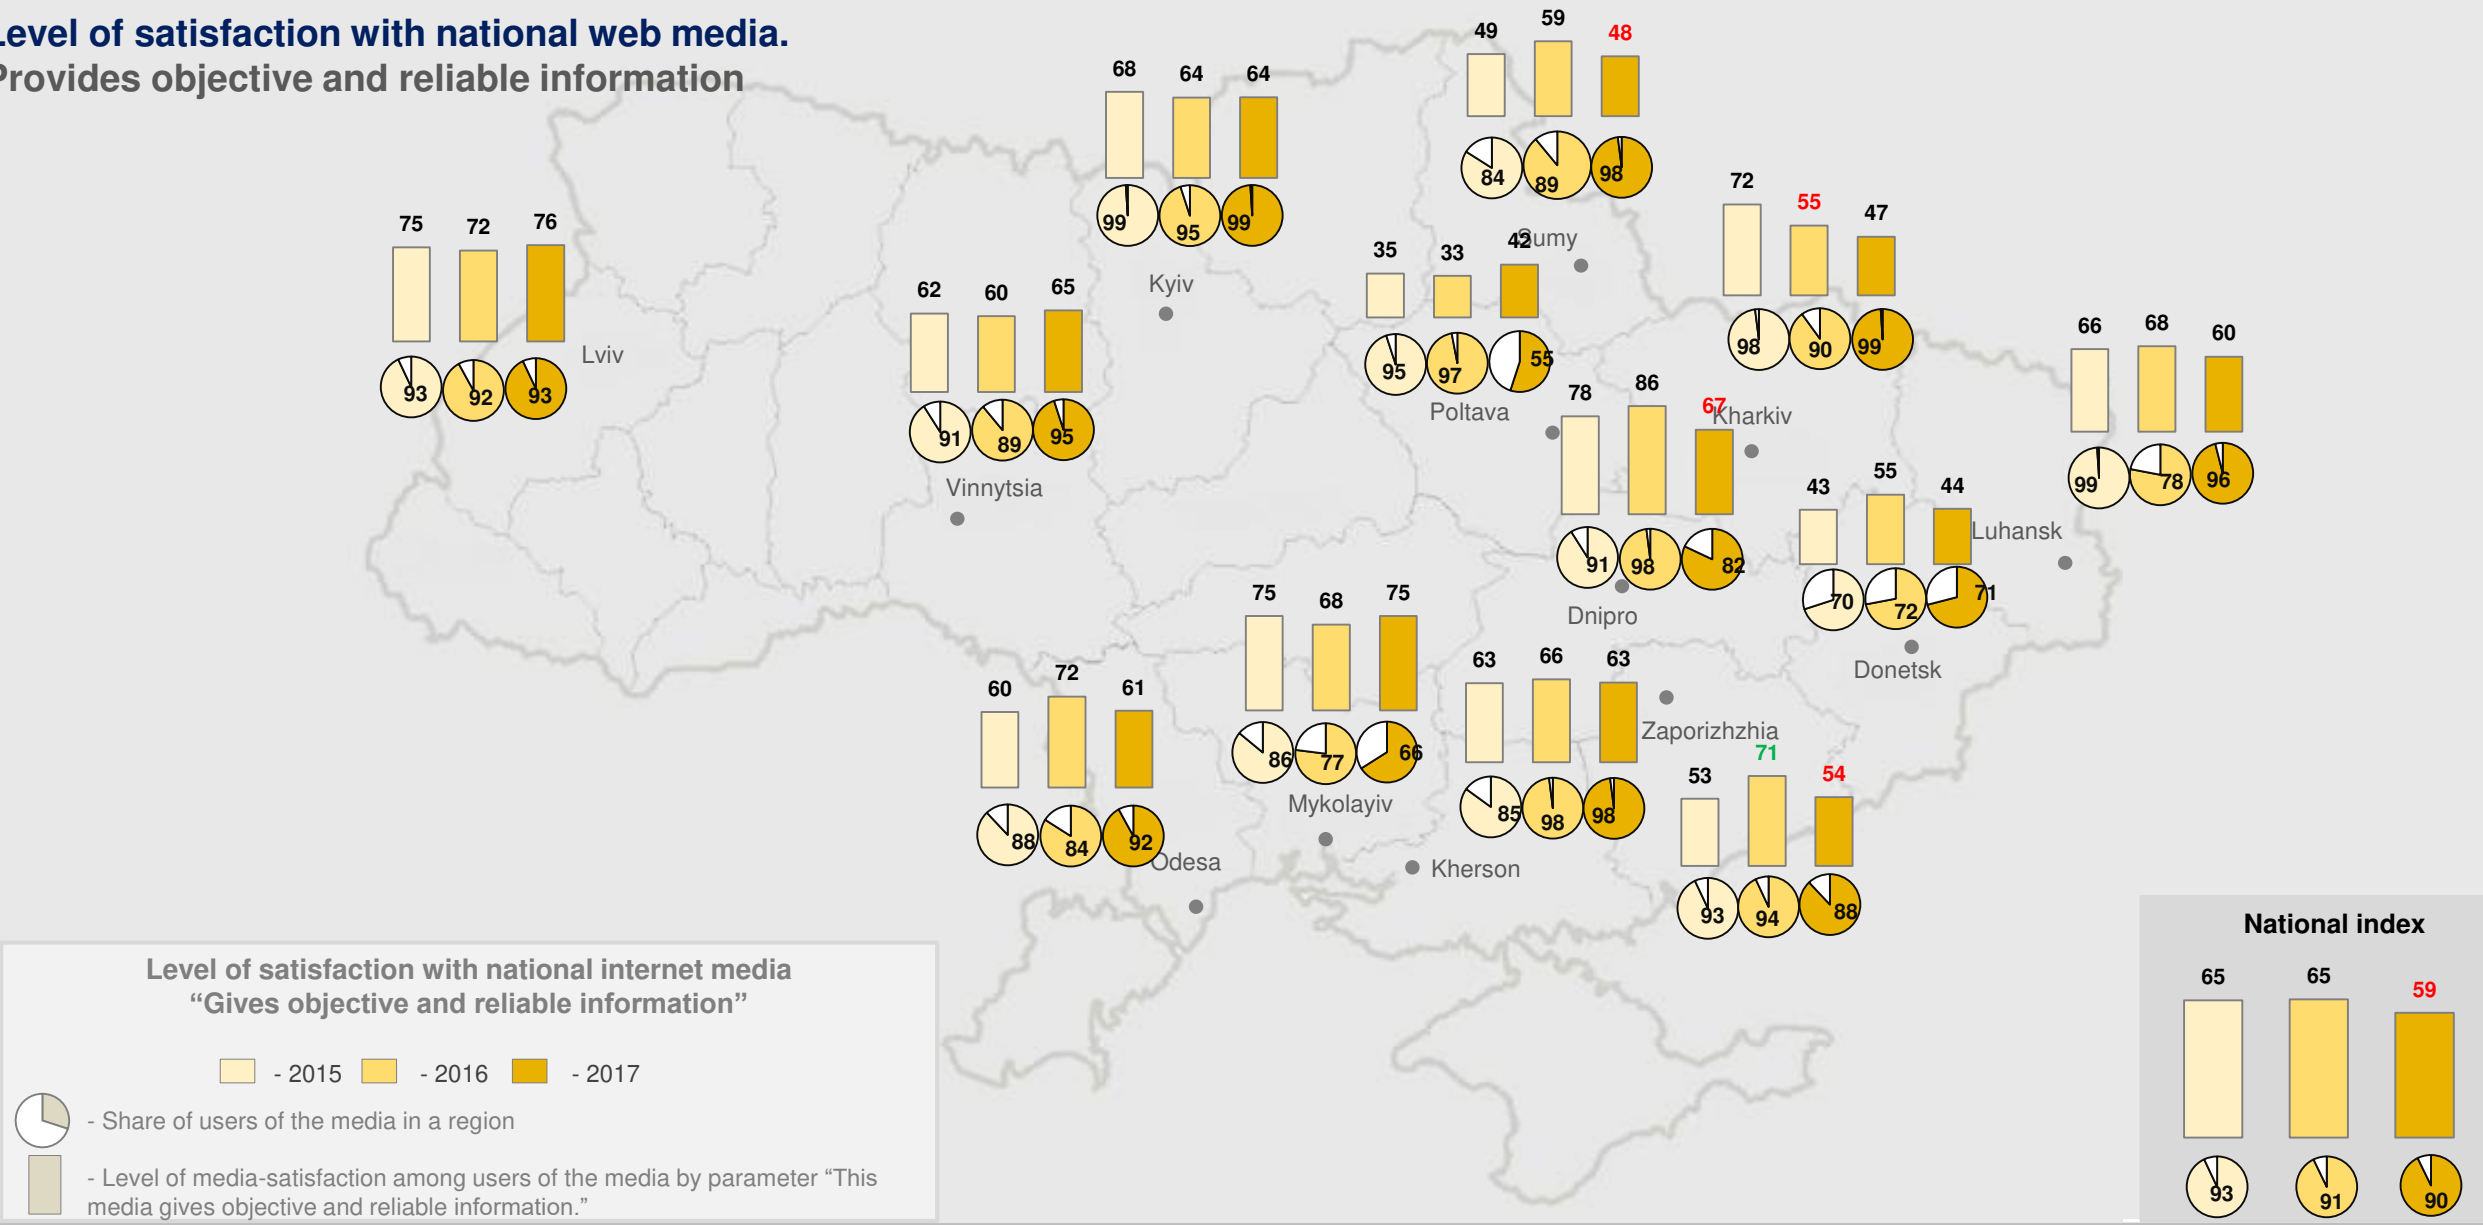 Level of satisfaction with national web media.
Provides objective and reliable information
49 59 48
84 89 98
Sumy
68 64 64
99 95 99
Kyiv
75 72 76
93 92 93
Lviv
62 60 65
91 89 95
Vinnytsia
35 33 42
95 97 55
Poltava
72 55 47
98 90 99
Kharkiv
66 68 60
99 78 96
Luhansk
78 86 67
91 98 82
Dnipro
43 55 44
70 72 71
Donetsk
75 68 75
86 77 66
Mykolayiv
60 72 61
88 84 92
Odesa
63 66 63
85 98 98
Kherson
Zaporizhzhia
53 71 54
93 94 88
National index
65 65 59
93 91 90
Level of satisfaction with national internet media
“Gives objective and reliable information”
- 2015 - 2016 - 2017
- Share of users of the media in a region
- Level of media-satisfaction among users of the media by parameter “This
media gives objective and reliable information.”